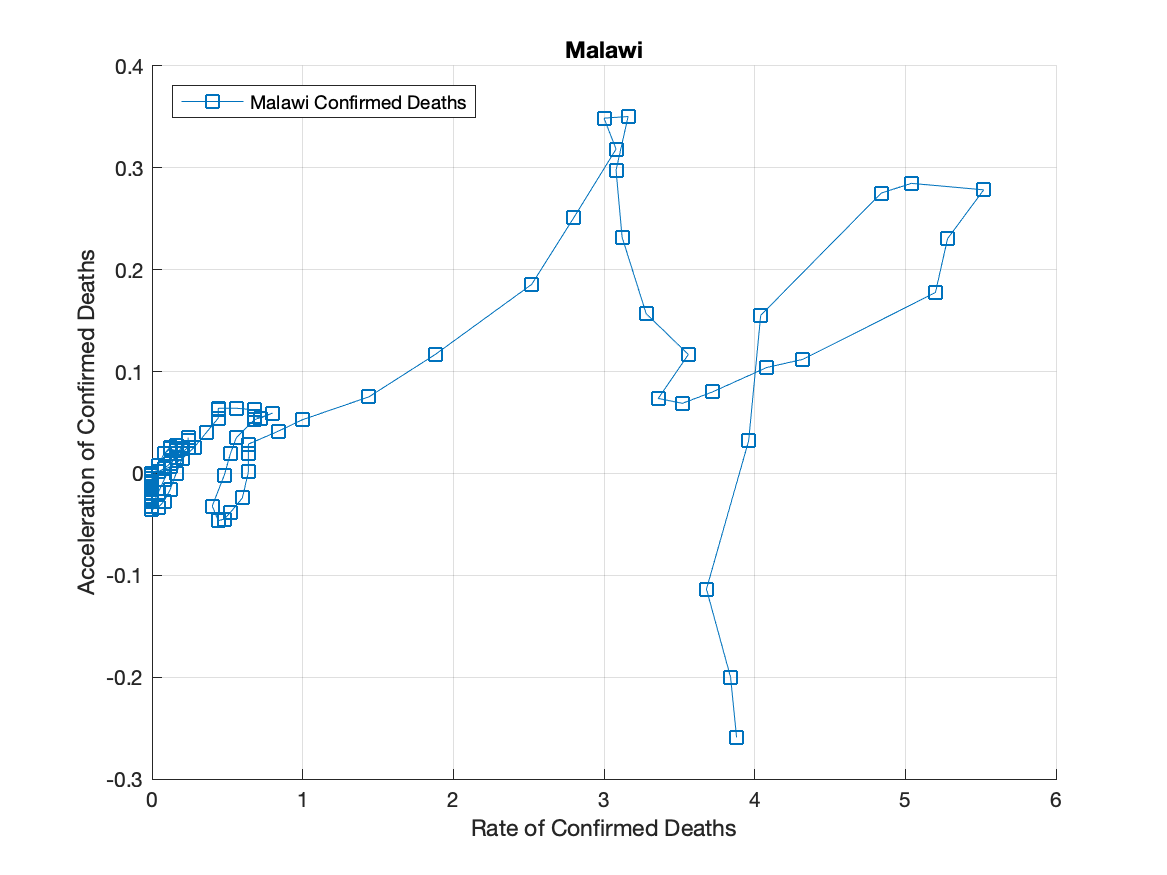 Malawi
Malawi Confirmed Deaths
Acceleration of Confirmed Deaths
0.4
0.3
0.2
0.1
0
-0.1
-0.2
-0.3
0 1 2 3 4 5 6
Rate of Confirmed Deaths